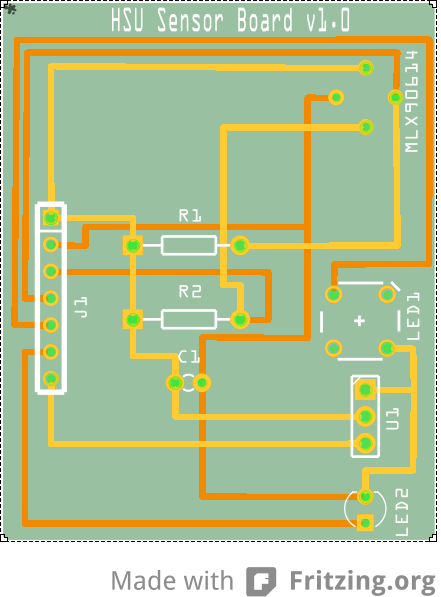 HSU Sensor Board v1.0
MLX90614
R1
R2
J1
LED1
C1
U1
LED2
Made with Fritzing.org